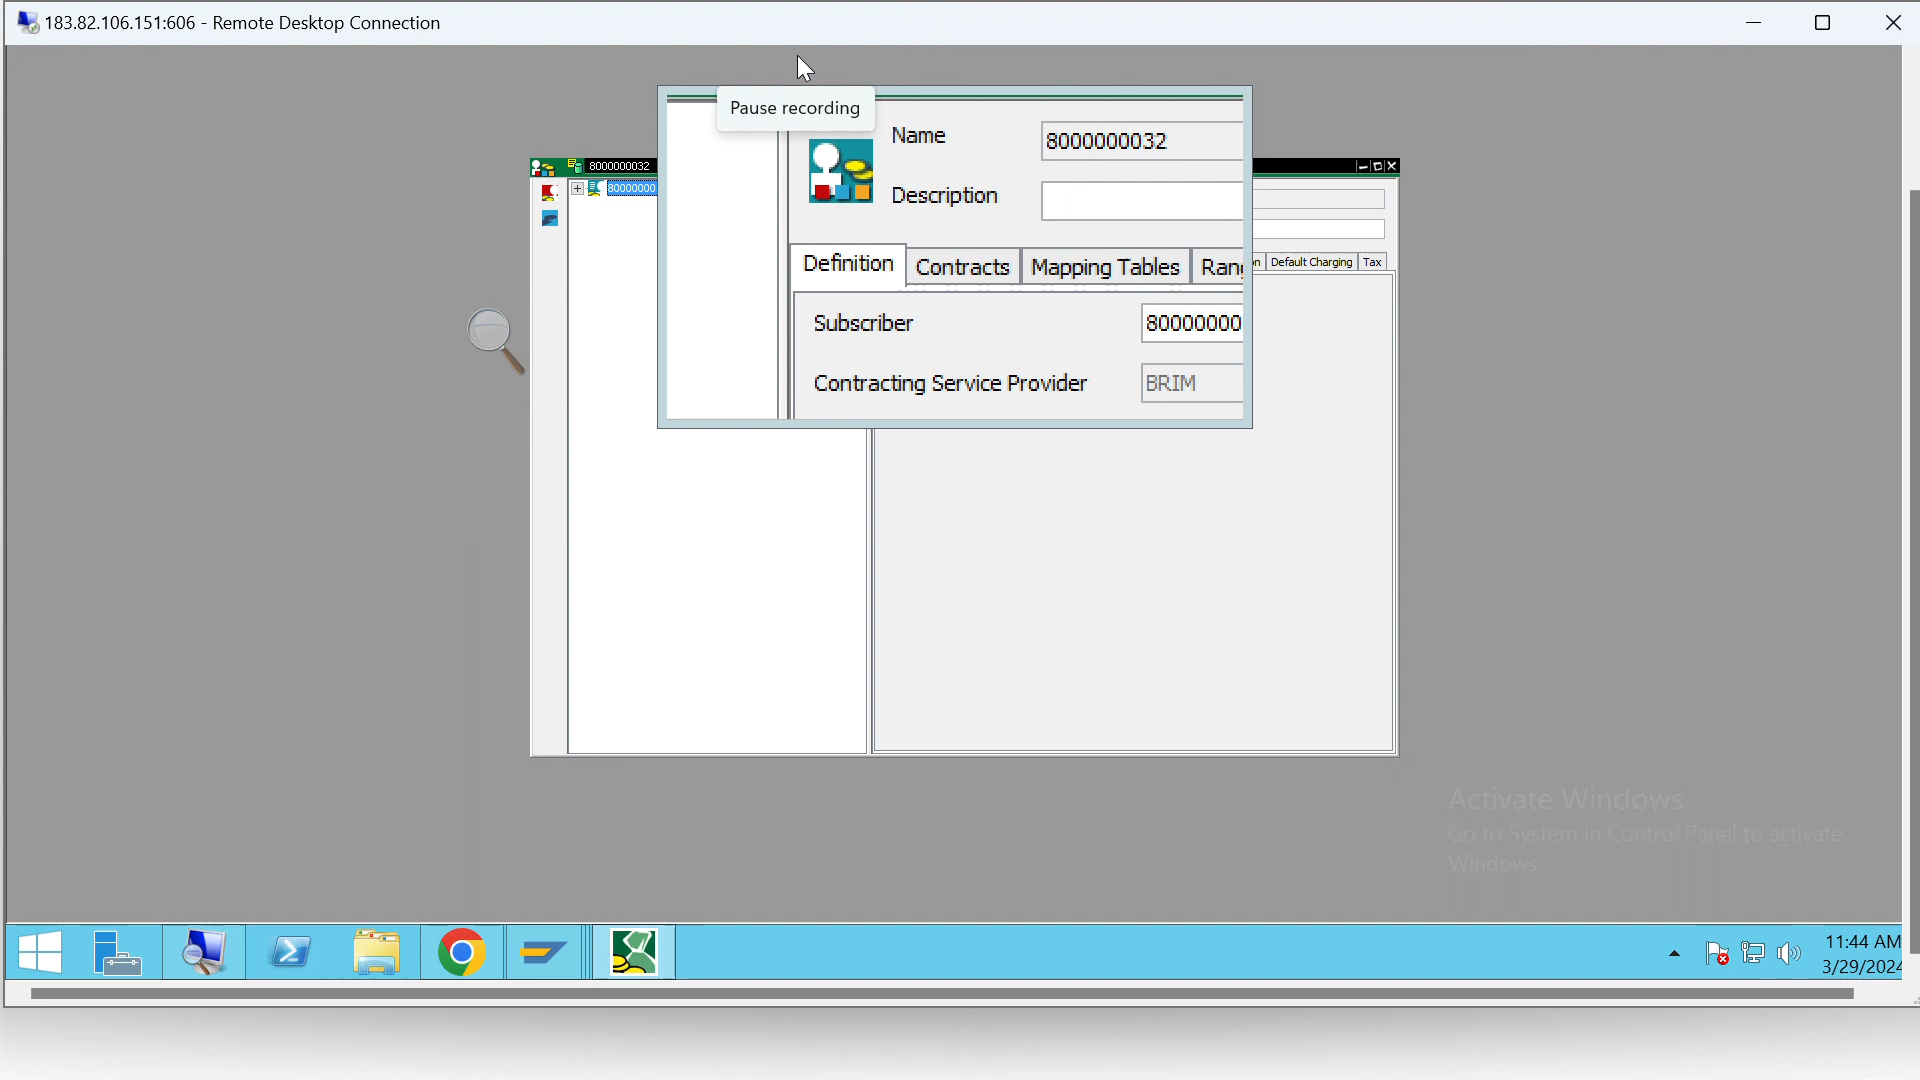 183.82.106.151:606 - Remote Desktop Connection
Pause recording
Name
8000000032
8000000032
80000000
Description
Definition
Contracts
Mapping Tables
Rang
Default Charging
Tax
Subscriber
80000000
Contracting Service Provider
BRIM
Activate Windows
Go to System in Control Panel to activate
Windows.
11:44 AM
3/29/2024